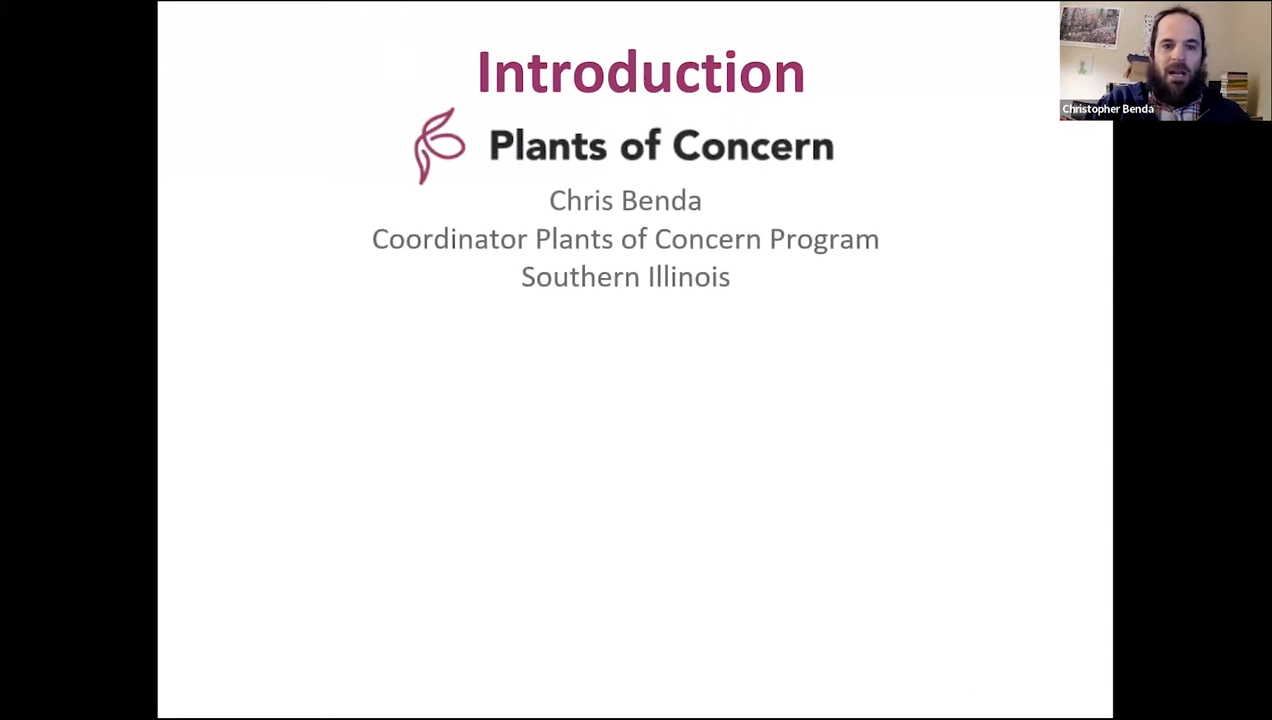 Introduction
Plants of Concern
Chris Benda
Coordinator Plants of Concern Program
Southern Illinois
Christopher Benda